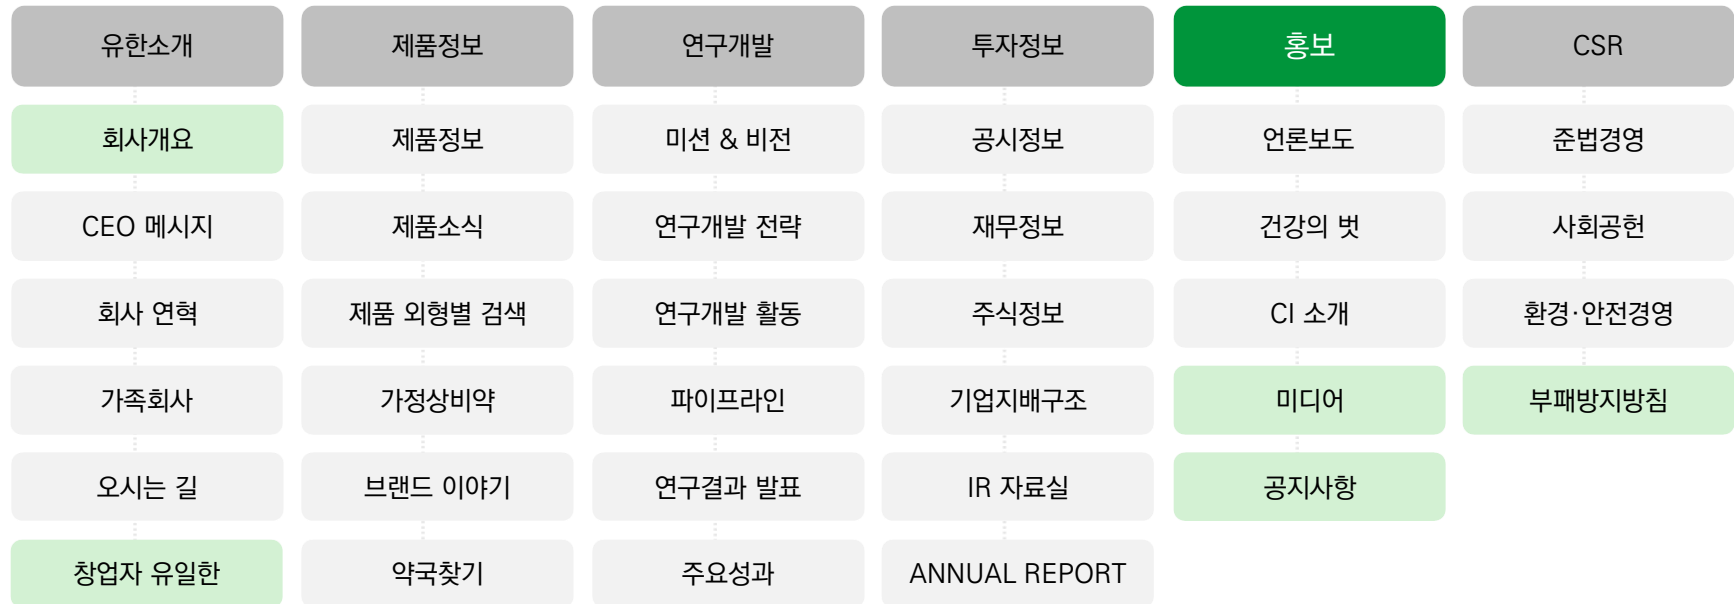 유한소개 제품정보 연구개발 투자정보 홍보 CSR
회사개요 제품정보 미션 & 비전 공시정보 언론보도 준법경영
CEO 메시지 제품소식 연구개발 전략 재무정보 건강의 벗 사회공헌
회사 연혁 제품 외형별 검색 연구개발 활동 주식정보 CI 소개 환경·안전경영
가족회사 가정상비약 파이프라인 기업지배구조 미디어 부패방지방침
오시는 길 브랜드 이야기 연구결과 발표 IR 자료실 공지사항
창업자 유일한 약국찾기 주요성과 ANNUAL REPORT